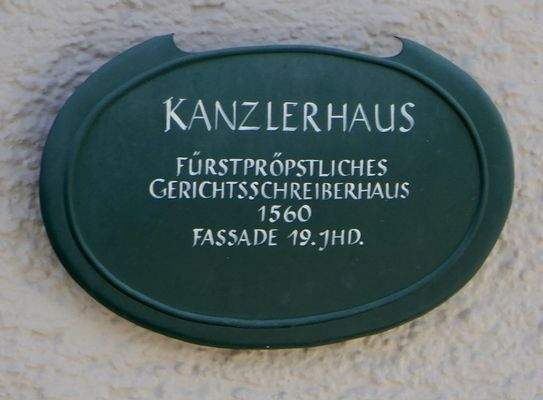 KANZLERHAUS
FÜRSTPRÖPSTLICHES
GERICHTSSCHREIBERHAUS
1560
FASSADE 19. JHD.